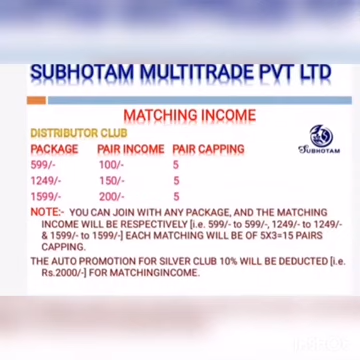 SUBHOTAM MULTITRADE PVT LTD
MATCHING INCOME
DISTRIBUTOR CLUB
SUBHOTAM
PACKAGE PAIR INCOME PAIR CAPPING
599/- 100/- 5
1249/- 150/- 5
1599/- 200/- 5
NOTE:- YOU CAN JOIN WITH ANY PACKAGE, AND THE MATCHING
INCOME WILL BE RESPECTIVELY [i.e. 599/- to 599/-, 1249/- to 1249/-
& 1599/- to 1599/-] EACH MATCHING WILL BE OF 5X3=15 PAIRS
CAPPING.
THE AUTO PROMOTION FOR SILVER CLUB 10% WILL BE DEDUCTED [i.e.
Rs.2000/-] FOR MATCHINGINCOME.